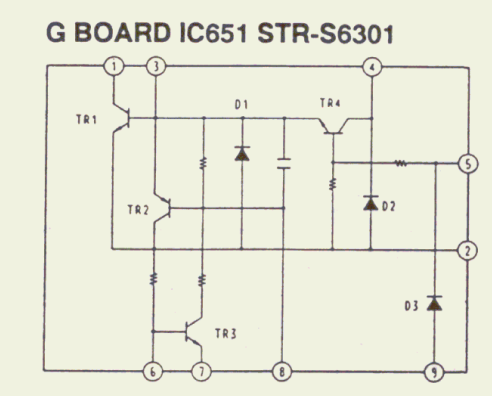 G BOARD IC651 STR-S6301
1 3 4
D1 TR4
TR1
5
TR2 D2
2
D3
TR3
6 7 8 9